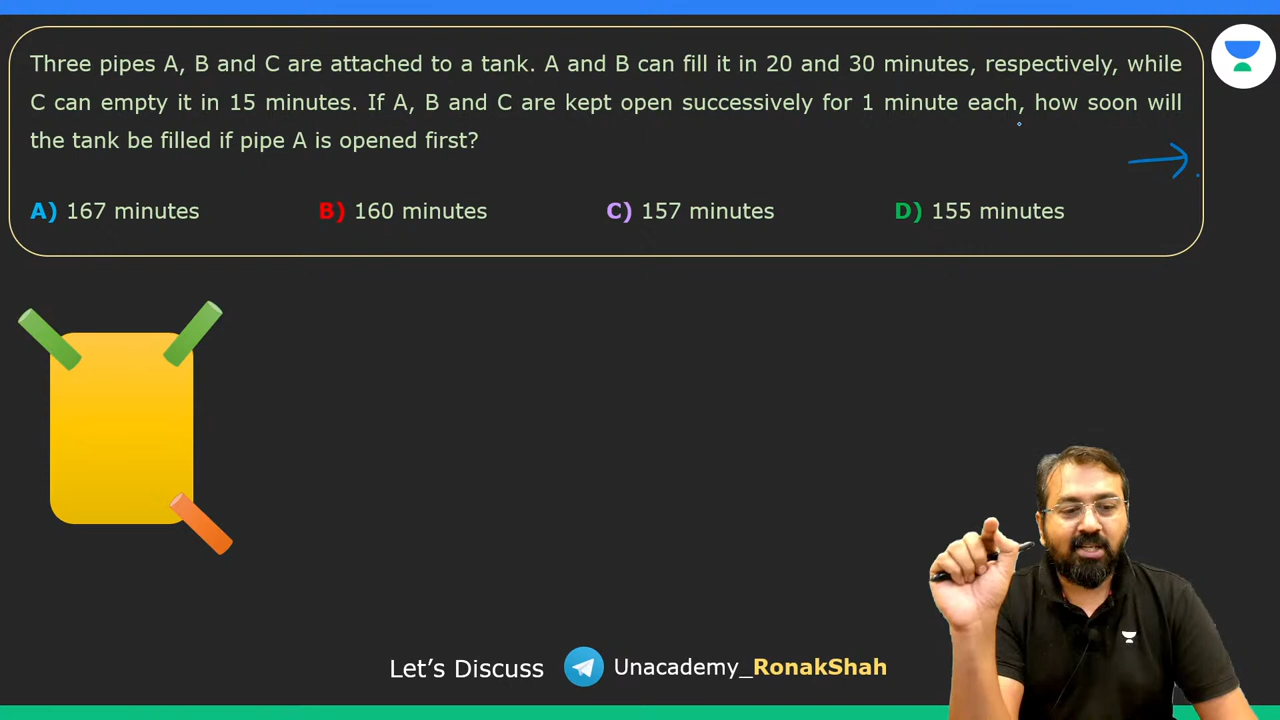 Three pipes A, B and C are attached to a tank. A and B can fill it in 20 and 30 minutes, respectively, while
C can empty it in 15 minutes. If A, B and C are kept open successively for 1 minute each, how soon will
the tank be filled if pipe A is opened first?
A) 167 minutes B) 160 minutes C) 157 minutes D) 155 minutes
Let’s Discuss Unacademy_RonakShah